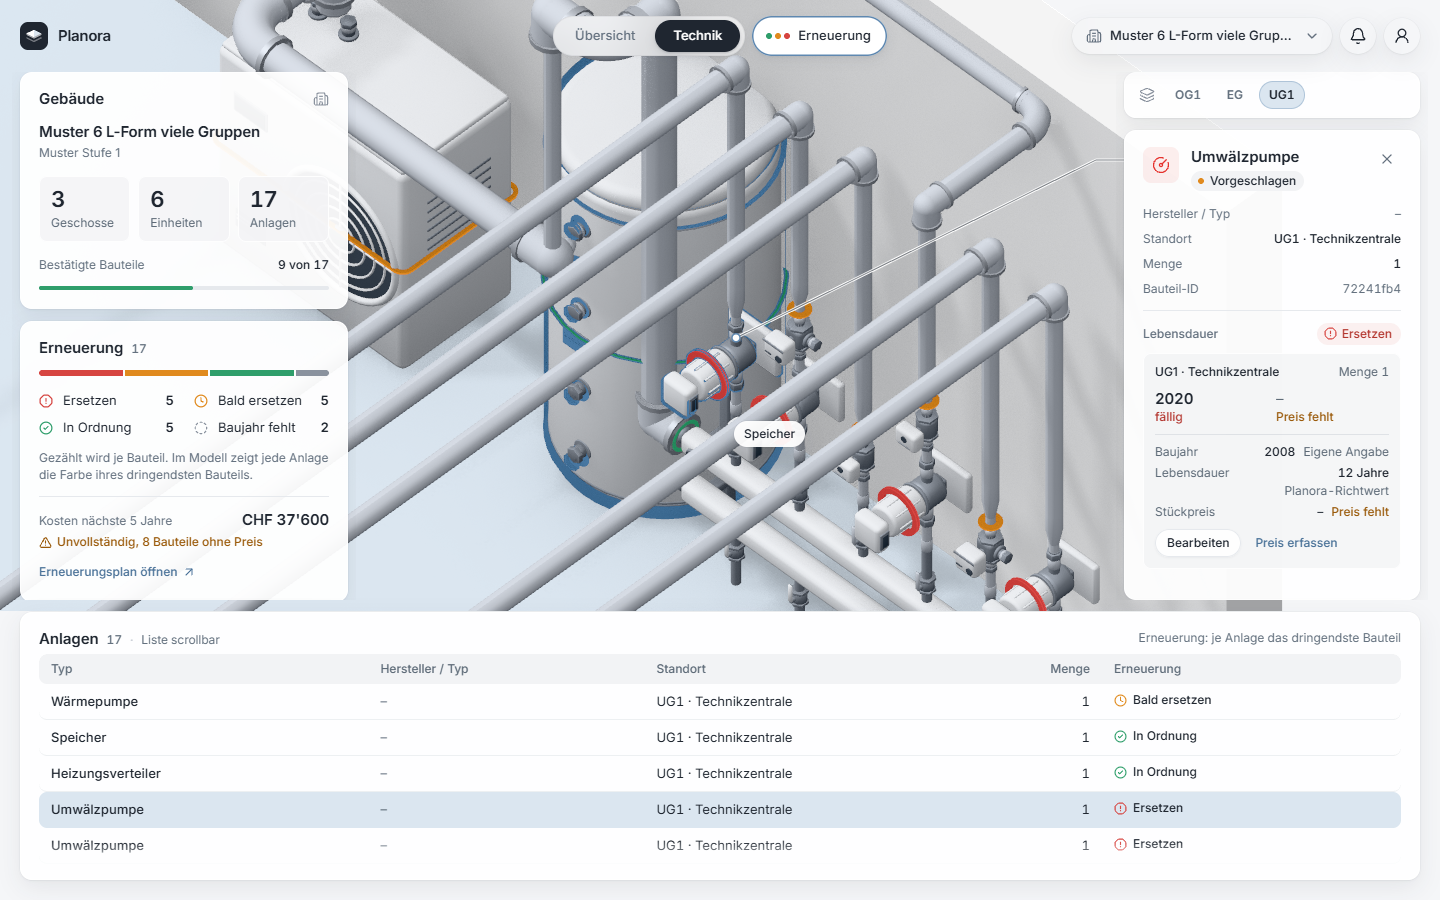 Planora
Übersicht
Technik
Erneuerung
Muster 6 L-Form viele Grup...
Gebäude
Muster 6 L-Form viele Gruppen
Muster Stufe 1
3 6 17
Geschosse Einheiten Anlagen
Bestätigte Bauteile 9 von 17
Erneuerung 17
Ersetzen 5 Bald ersetzen 5
In Ordnung 5 Baujahr fehlt 2
Gezählt wird je Bauteil. Im Modell zeigt jede Anlage
die Farbe ihres dringendsten Bauteils.
Kosten nächste 5 Jahre CHF 37'600
Unvollständig, 8 Bauteile ohne Preis
Erneuerungsplan öffnen
Speicher
OG1 EG UG1
Umwälzpumpe
Vorgeschlagen
Hersteller / Typ –
Standort UG1 · Technikzentrale
Menge 1
Bauteil-ID 72241fb4
Lebensdauer Ersetzen
UG1 · Technikzentrale Menge 1
2020 –
fällig Preis fehlt
Baujahr 2008 Eigene Angabe
Lebensdauer 12 Jahre
Planora-Richtwert
Stückpreis – Preis fehlt
Bearbeiten Preis erfassen
Anlagen 17 · Liste scrollbar Erneuerung: je Anlage das dringendste Bauteil
Typ Hersteller / Typ Standort Menge Erneuerung
Wärmepumpe – UG1 · Technikzentrale 1 Bald ersetzen
Speicher – UG1 · Technikzentrale 1 In Ordnung
Heizungsverteiler – UG1 · Technikzentrale 1 In Ordnung
Umwälzpumpe – UG1 · Technikzentrale 1 Ersetzen
Umwälzpumpe – UG1 · Technikzentrale 1 Ersetzen